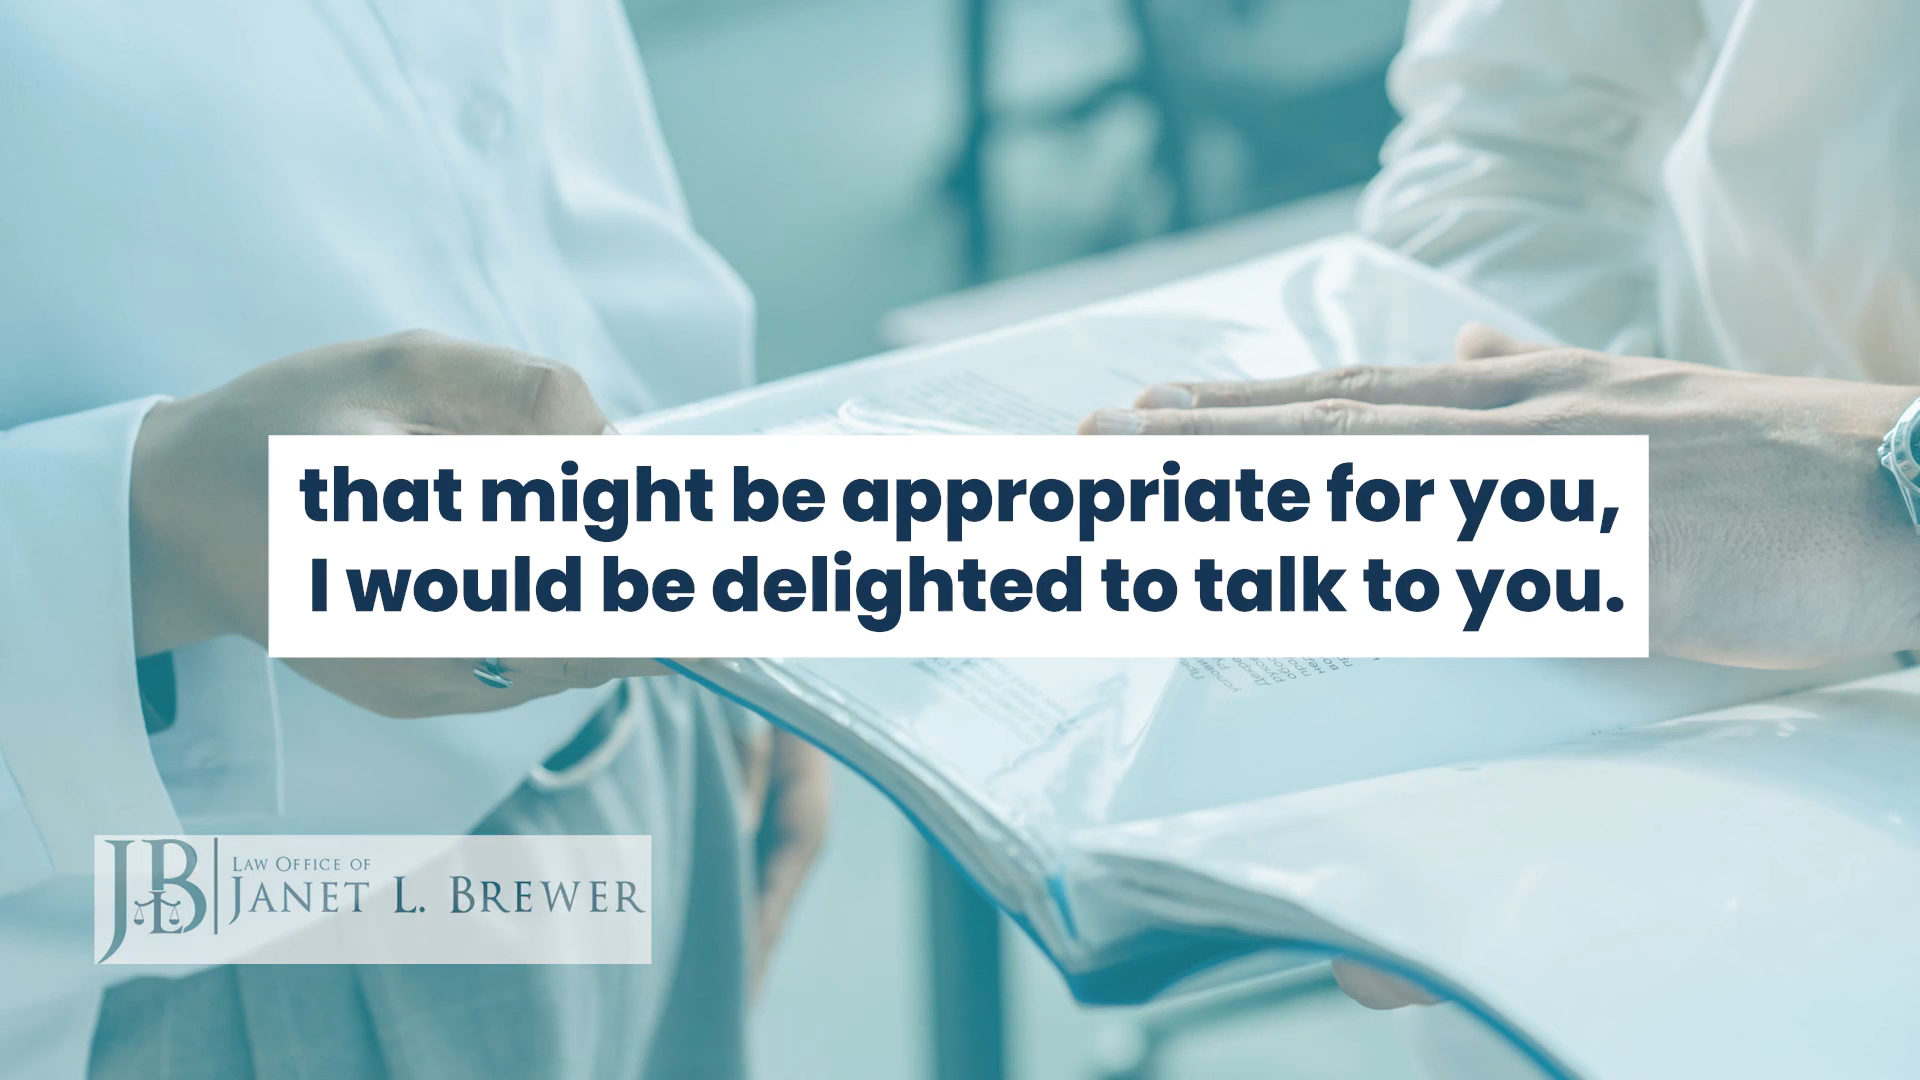 that might be appropriate for you,
I would be delighted to talk to you.
JLB
LAW OFFICE OF
JANET L. BREWER